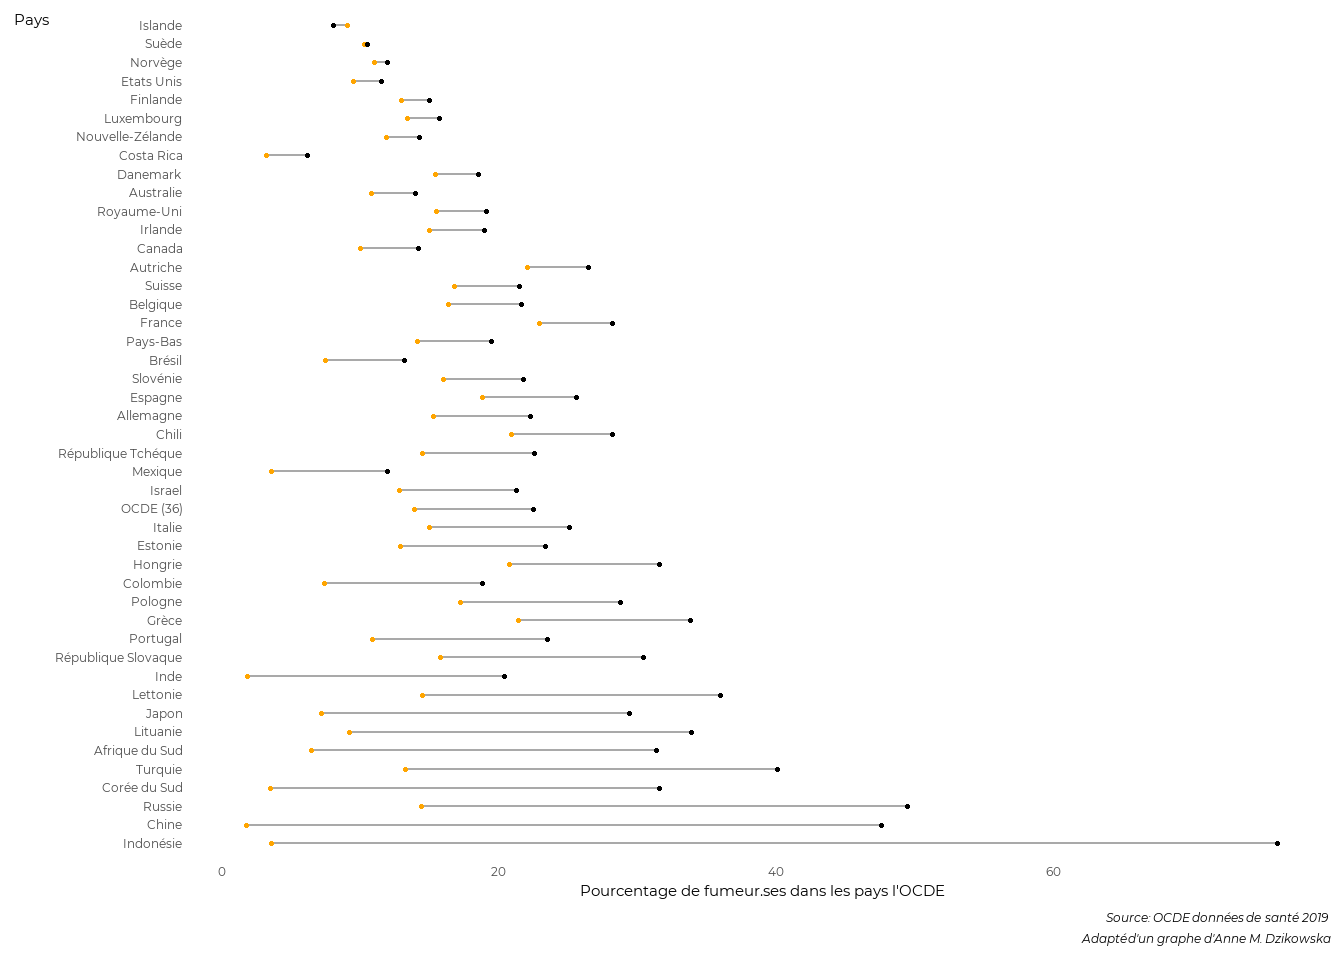 Pays
Islande
Suède
Norvège
Etats Unis
Finlande
Luxembourg
Nouvelle-Zélande
Costa Rica
Danemark
Australie
Royaume-Uni
Irlande
Canada
Autriche
Suisse
Belgique
France
Pays-Bas
Brésil
Slovénie
Espagne
Allemagne
Chili
République Tchéque
Mexique
Israel
OCDE (36)
Italie
Estonie
Hongrie
Colombie
Pologne
Grèce
Portugal
République Slovaque
Inde
Lettonie
Japon
Lituanie
Afrique du Sud
Turquie
Corée du Sud
Russie
Chine
Indonésie
0 20 40 60
Pourcentage de fumeur.ses dans les pays l'OCDE
Source: OCDE données de santé 2019
Adapté d'un graphe d'Anne M. Dzikowska